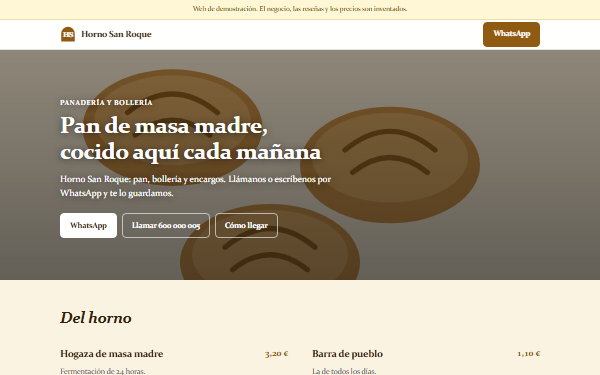 Web de demostración. El negocio, las reseñas y los precios son inventados.
HS
Horno San Roque
WhatsApp
PANADERÍA Y BOLLERÍA
Pan de masa madre,
cocido aquí cada mañana
Horno San Roque: pan, bollería y encargos. Llámanos o escríbenos por
WhatsApp y te lo guardamos.
WhatsApp
Llamar 600 000 005
Cómo llegar
Del horno
Hogaza de masa madre
3,20 €
Fermentación de 24 horas.
Barra de pueblo
1,10 €
La de todos los días.